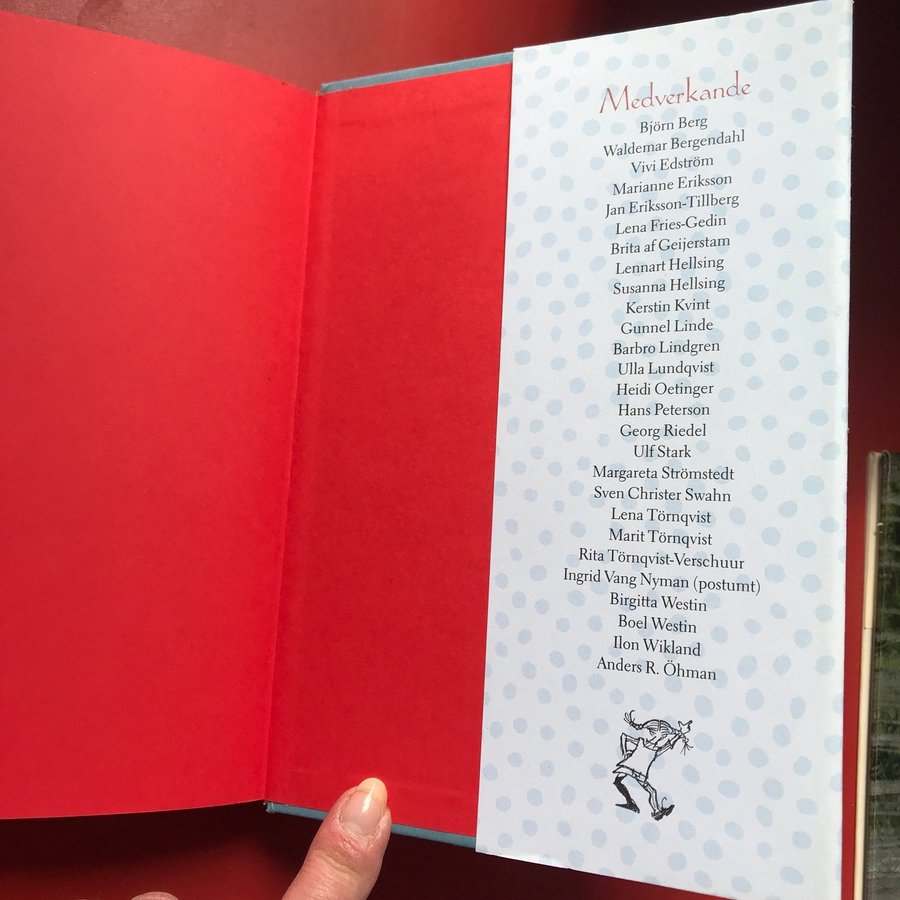 Medverkande
Björn Berg
Waldemar Bergendahl
Vivi Edström
Marianne Eriksson
Jan Eriksson-Tillberg
Lena Fries-Gedin
Brita af Geijerstam
Lennart Hellsing
Susanna Hellsing
Kerstin Kvint
Gunnel Linde
Barbro Lindgren
Ulla Lundqvist
Heidi Oetinger
Hans Peterson
Georg Riedel
Ulf Stark
Margareta Strömstedt
Sven Christer Swahn
Lena Törnqvist
Marit Törnqvist
Rita Törnqvist-Verschuur
Ingrid Vang Nyman (postumt)
Birgitta Westin
Boel Westin
Ilon Wikland
Anders R. Öhman